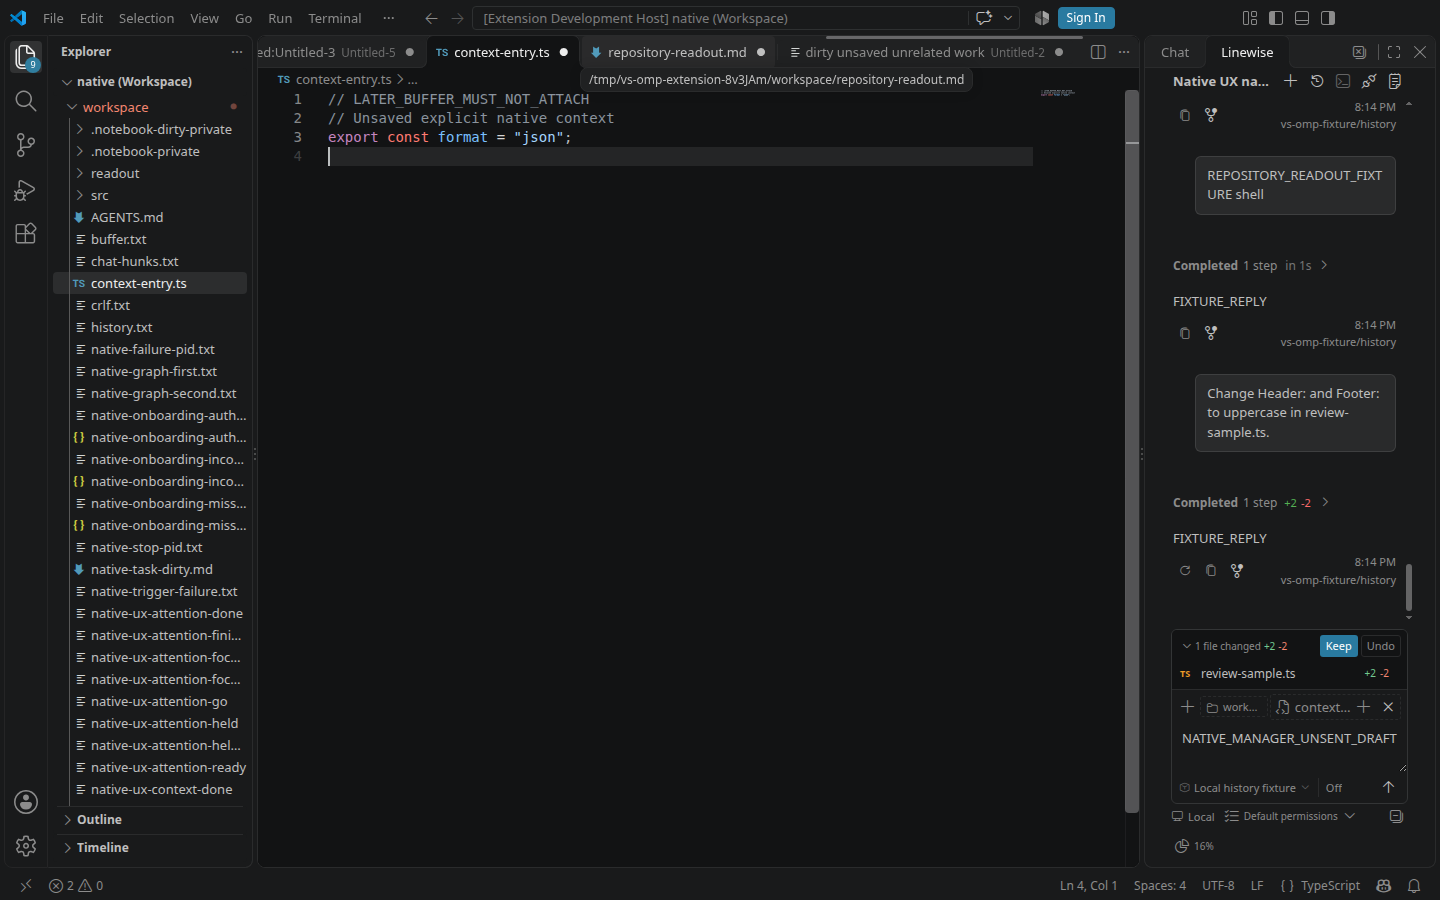 File Edit Selection View Go Run Terminal ··· [Extension Development Host] native (Workspace) Sign In
Explorer ···
native (Workspace)
workspace
.notebook-dirty-private
.notebook-private
readout
src
AGENTS.md
buffer.txt
chat-hunks.txt
TS context-entry.ts
crlf.txt
history.txt
native-failure-pid.txt
native-graph-first.txt
native-graph-second.txt
native-onboarding-auth...
{ } native-onboarding-auth...
native-onboarding-inco...
{ } native-onboarding-inco...
native-onboarding-miss...
{ } native-onboarding-miss...
native-stop-pid.txt
native-task-dirty.md
native-trigger-failure.txt
native-ux-attention-done
native-ux-attention-fini...
native-ux-attention-foc...
native-ux-attention-foc...
native-ux-attention-go
native-ux-attention-held
native-ux-attention-hel...
native-ux-attention-ready
native-ux-context-done
Outline
Timeline
9
ed:Untitled-3 Untitled-5 TS context-entry.ts repository-readout.md dirty unsaved unrelated work Untitled-2 ···
TS context-entry.ts > ...
/tmp/vs-omp-extension-8v3JAm/workspace/repository-readout.md
1 // LATER_BUFFER_MUST_NOT_ATTACH
2 // Unsaved explicit native context
3 export const format = "json";
4
Chat Linewise
Native UX na...
8:14 PM
vs-omp-fixture/history
REPOSITORY_READOUT_FIXT
URE shell
Completed 1 step in 1s
FIXTURE_REPLY
8:14 PM
vs-omp-fixture/history
Change Header: and Footer:
to uppercase in review-
sample.ts.
Completed 1 step +2 -2
FIXTURE_REPLY
8:14 PM
vs-omp-fixture/history
1 file changed +2 -2 Keep Undo
TS review-sample.ts +2 -2
work... context...
NATIVE_MANAGER_UNSENT_DRAFT
Local history fixture Off
Local Default permissions
16%
2 0 Ln 4, Col 1 Spaces: 4 UTF-8 LF { } TypeScript